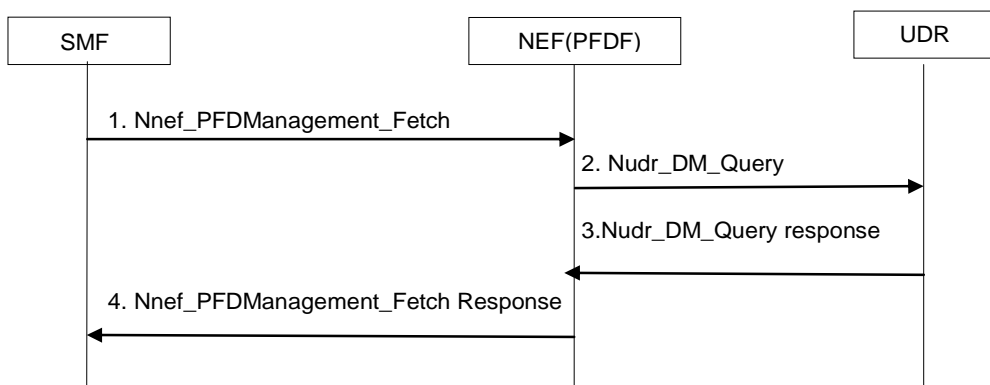 SMF
NEF(PFDF)
UDR
1. Nnef_PFDManagement_Fetch
2. Nudr_DM_Query
3.Nudr_DM_Query response
4. Nnef_PFDManagement_Fetch Response